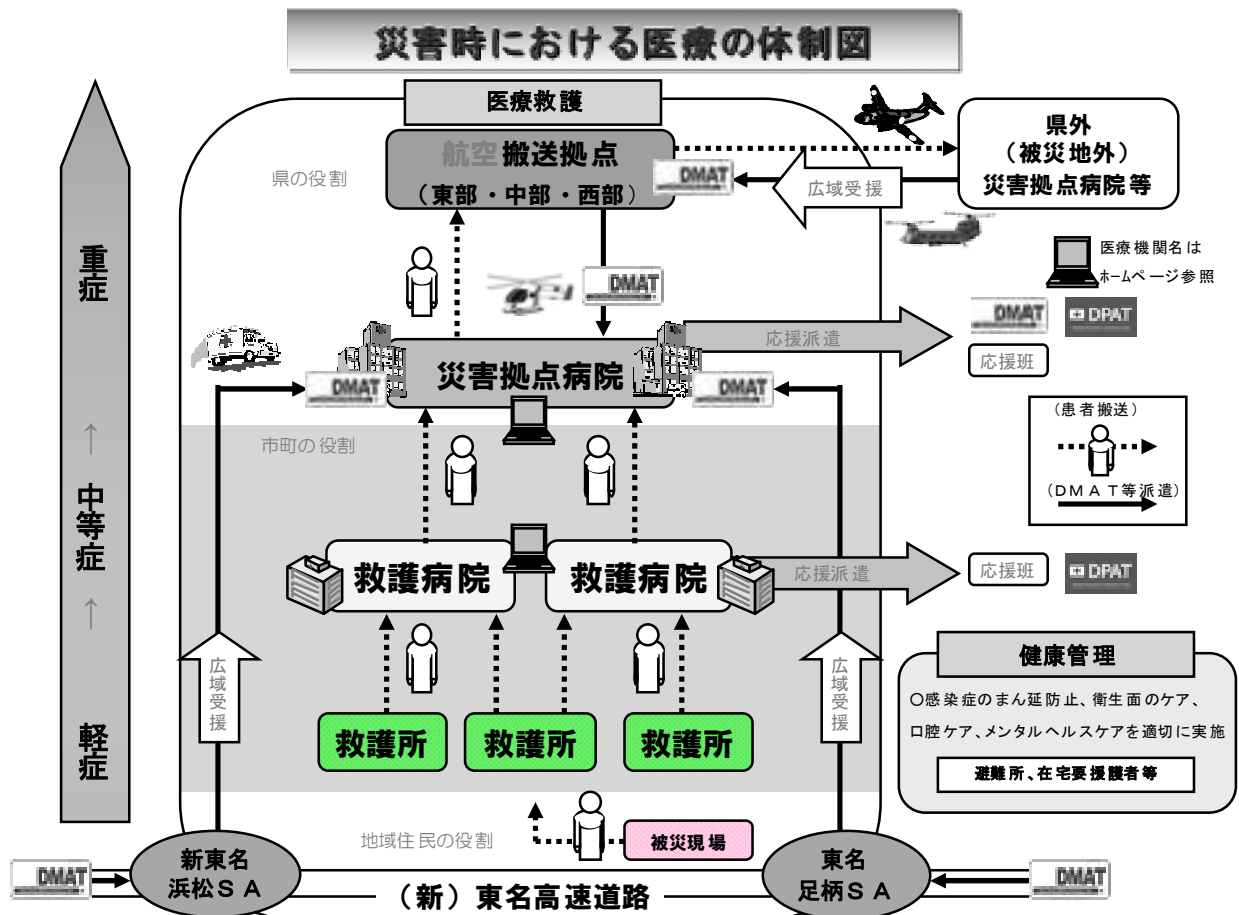 災害時における医療の体制図
医療救護
航空搬送拠点
（東部・中部・西部）
県の役割
DMAT
広域受援
県外
（被災地外）
災害拠点病院等
医療機関名は
ホームページ参照
重症
↑
中等症
↑
軽症
DMAT
災害拠点病院
DMAT
DMAT
応援派遣
DMAT
DPAT
応援班
市町の役割
（患者搬送）
（DMAT等派遣）
救護病院
救護病院
応援派遣
応援班
DPAT
広域受援
広域受援
救護所
救護所
救護所
健康管理
○感染症のまん延防止、衛生面のケア、
口腔ケア、メンタルヘルスケアを適切に実施
避難所、在宅要援護者等
地域住民の役割
被災現場
DMAT
新東名
浜松ＳＡ
（新）東名高速道路
東名
足柄ＳＡ
DMAT